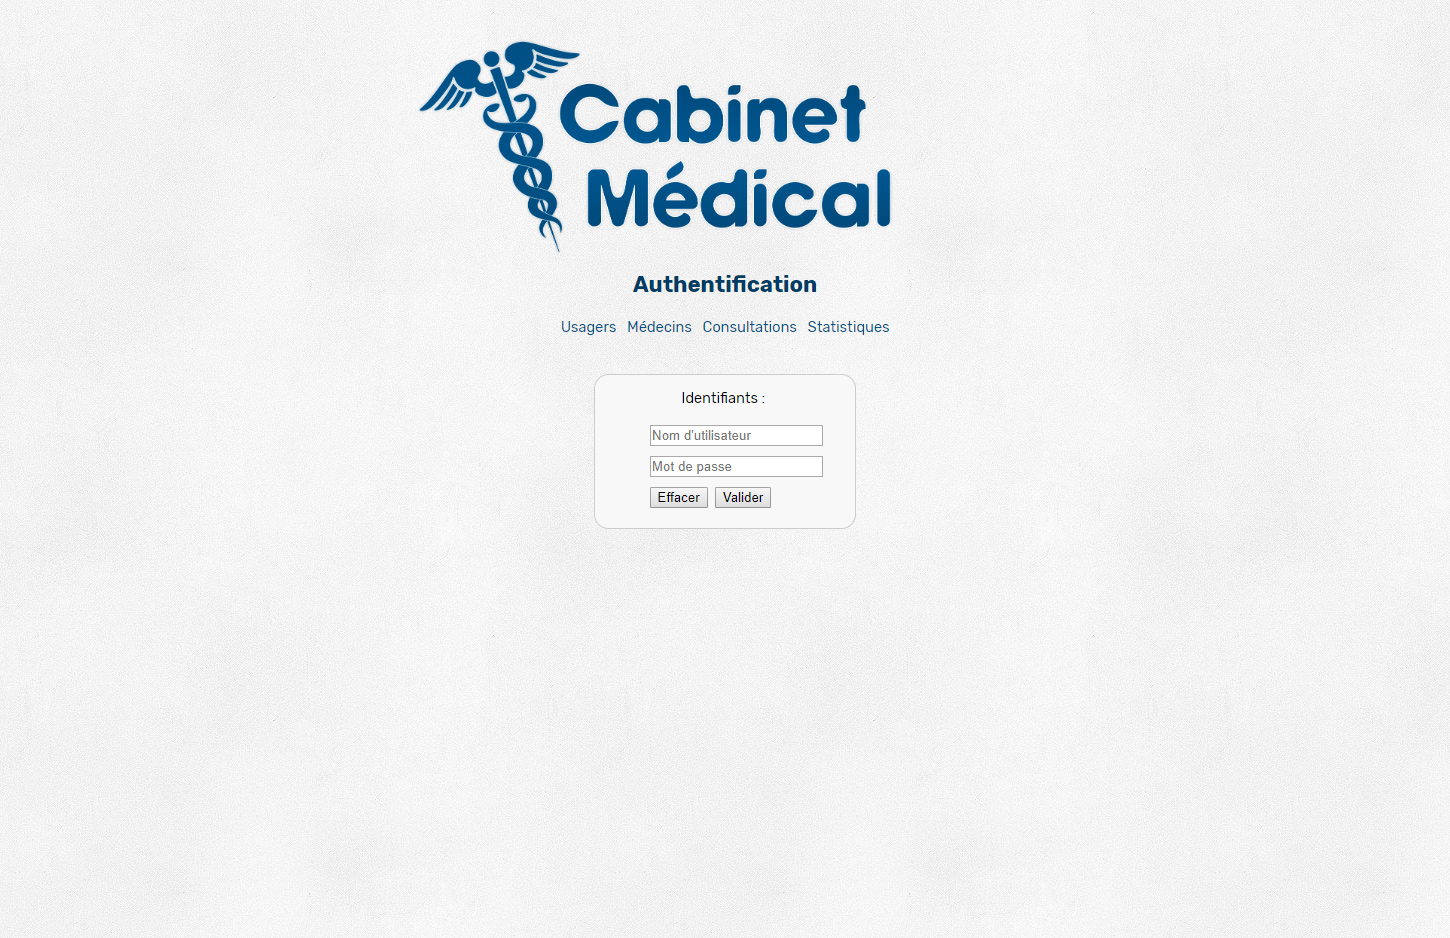 Cabinet
Médical
Authentification
Usagers Médecins Consultations Statistiques
Identifiants :
Nom d'utilisateur
Mot de passe
Effacer Valider